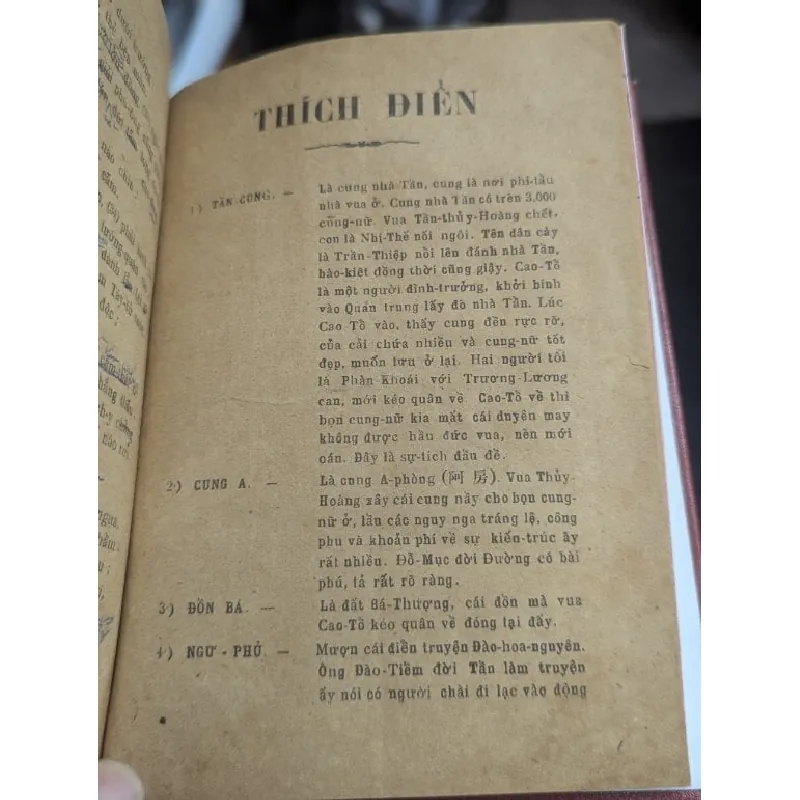 THÍCH ĐIỂN
1) TẦN CUNG. — Là cung nhà Tần, cung là nơi phi-tần
nhà vua ở. Cung nhà Tần có trên 3.000
cung-nữ. Vua Tần-thủy-Hoàng chết,
con là Nhị-Thế nối ngôi. Tên dân cày
là Trần-Thiệp nổi lên đánh nhà Tần,
hào-kiệt đồng thời cũng giậy. Cao-Tổ
là một người đình-trưởng, khởi binh
vào Quan trung lấy đô nhà Tần. Lúc
Cao-Tổ vào, thấy cung đền rực rỡ,
của cải chứa nhiều và cung-nữ tốt
đẹp, muốn lưu ở lại. Hai người tôi
là Phàn-Khoái với Trương-Lương
can, mới kéo quân về. Cao-Tổ về thì
bọn cung-nữ kia mất cái duyên may
không được hầu đức vua, nên mới
oán. Đây là sự-tích đầu đề.
2) CUNG A. — Là cung A-phòng (阿房). Vua Thủy-
Hoàng xây cái cung này cho bọn cung-
nữ ở, lầu các nguy nga tráng lệ, công
phu và khoản phí về sự kiến-trúc ấy
rất nhiều. Đỗ-Mục đời Đường có bài
phú, tả rất rõ ràng.
3) ĐỒN BÁ. — Là đất Bá-Thượng, cái đồn mà vua
Cao-Tổ kéo quân về đóng tại đấy.
4) NGƯ-PHỦ. — Mượn cái điển truyện Đào-hoa-nguyên.
Ông Đào-Tiềm đời Tấn làm truyện
ấy nói có người chài đi lạc vào động